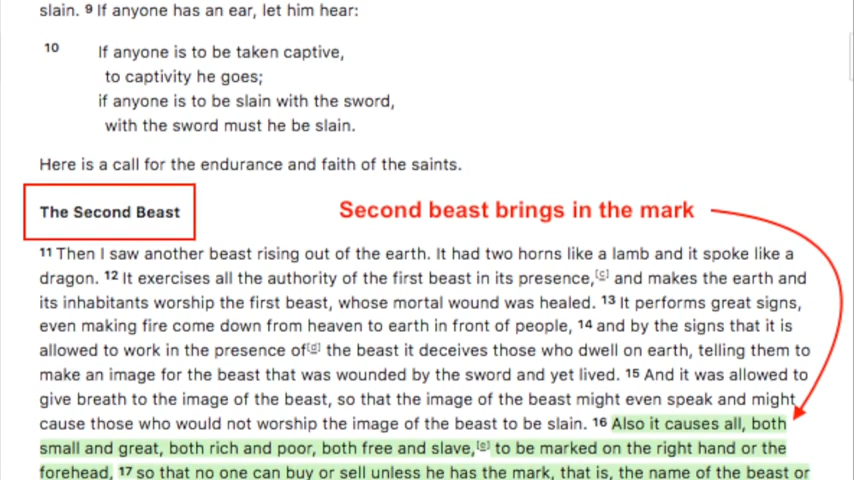 slain. 9 If anyone has an ear, let him hear:
10 If anyone is to be taken captive,
to captivity he goes;
if anyone is to be slain with the sword,
with the sword must he be slain.
Here is a call for the endurance and faith of the saints.
The Second Beast
Second beast brings in the mark
11 Then I saw another beast rising out of the earth. It had two horns like a lamb and it spoke like a
dragon. 12 It exercises all the authority of the first beast in its presence,[c] and makes the earth and
its inhabitants worship the first beast, whose mortal wound was healed. 13 It performs great signs,
even making fire come down from heaven to earth in front of people, 14 and by the signs that it is
allowed to work in the presence of[d] the beast it deceives those who dwell on earth, telling them to
make an image for the beast that was wounded by the sword and yet lived. 15 And it was allowed to
give breath to the image of the beast, so that the image of the beast might even speak and might
cause those who would not worship the image of the beast to be slain. 16 Also it causes all, both
small and great, both rich and poor, both free and slave,[e] to be marked on the right hand or the
forehead, 17 so that no one can buy or sell unless he has the mark, that is, the name of the beast or